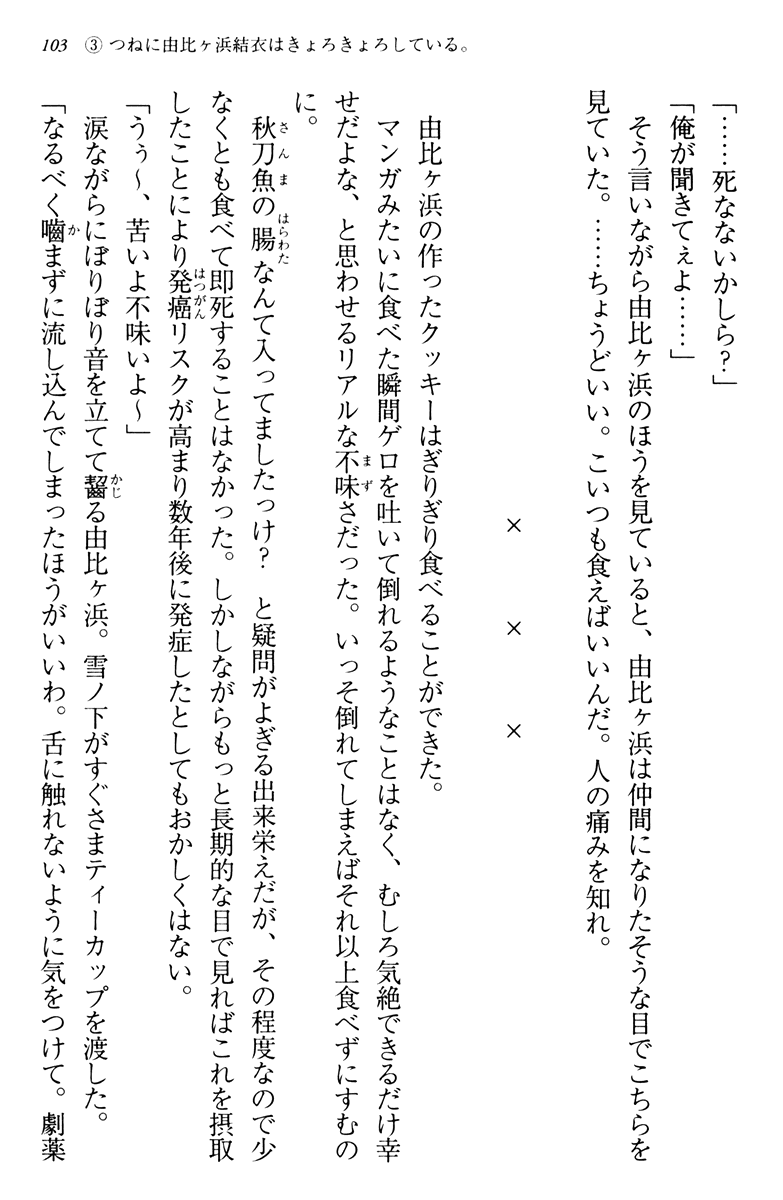 103　③ つねに由比ヶ浜結衣はきょろきょろしている。
「……死なないかしら？」
「俺が聞きてぇよ……」
　そう言いながら由比ヶ浜のほうを見ていると、由比ヶ浜は仲間になりたそうな目でこちらを
見ていた。……ちょうどいい。こいつも食えばいいんだ。人の痛みを知れ。
×　×　×
　由比ヶ浜の作ったクッキーはぎりぎり食べることができた。
　マンガみたいに食べた瞬間ゲロを吐いて倒れるようなことはなく、むしろ気絶できるだけ幸
せだよな、と思わせるリアルな不味さだった。いっそ倒れてしまえばそれ以上食べずにすむの
に。
　秋刀魚の腸なんて入ってましたっけ？　と疑問がよぎる出来栄えだが、その程度なので少
なくとも食べて即死することはなかった。しかしながらもっと長期的な目で見ればこれを摂取
したことにより発癌リスクが高まり数年後に発症したとしてもおかしくはない。
「うぅ〜、苦いよ不味いよ〜」
　涙ながらにぼりぼり音を立てて齧る由比ヶ浜。雪ノ下がすぐさまティーカップを渡した。
「なるべく嚙まずに流し込んでしまったほうがいいわ。舌に触れないように気をつけて。劇薬